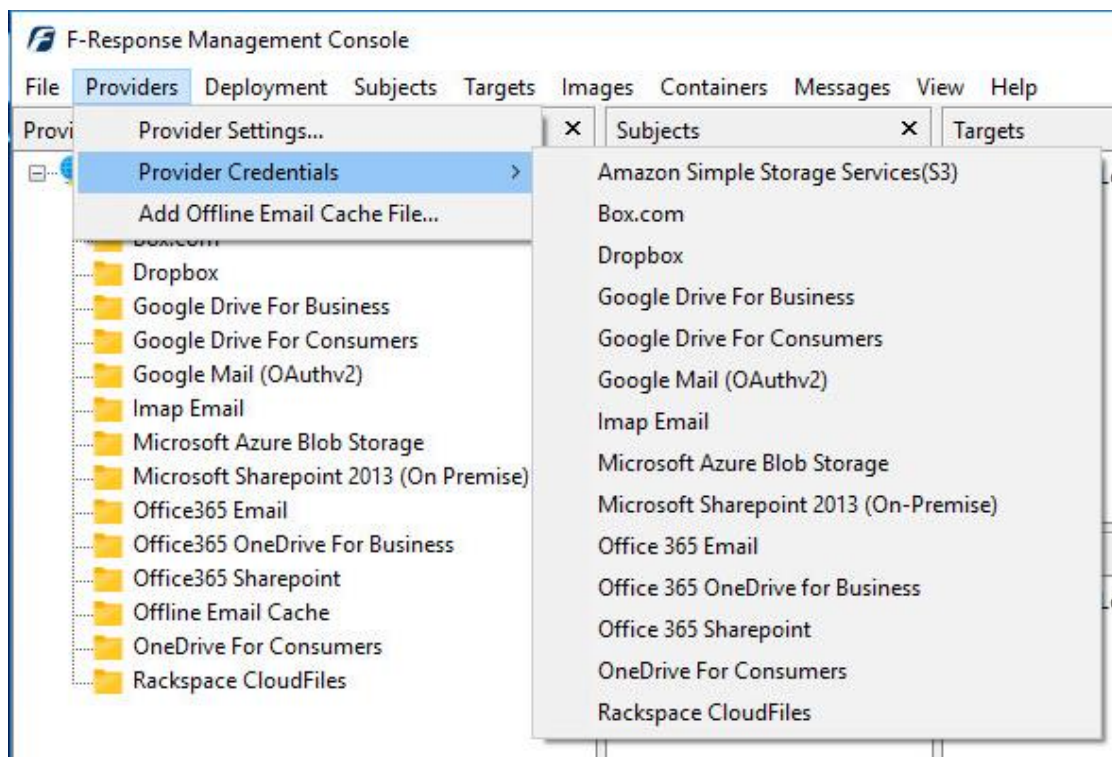 F-Response Management Console
File Providers Deployment Subjects Targets Images Containers Messages View Help
Provider Settings...
Subjects
Targets
Provider Credentials
Add Offline Email Cache File...
Box.com
Dropbox
Google Drive For Business
Google Drive For Consumers
Google Mail (OAuthv2)
Imap Email
Microsoft Azure Blob Storage
Microsoft Sharepoint 2013 (On Premise)
Office365 Email
Office365 OneDrive For Business
Office365 Sharepoint
Offline Email Cache
OneDrive For Consumers
Rackspace CloudFiles
Amazon Simple Storage Services(S3)
Box.com
Dropbox
Google Drive For Business
Google Drive For Consumers
Google Mail (OAuthv2)
Imap Email
Microsoft Azure Blob Storage
Microsoft Sharepoint 2013 (On-Premise)
Office 365 Email
Office 365 OneDrive for Business
Office 365 Sharepoint
OneDrive For Consumers
Rackspace CloudFiles